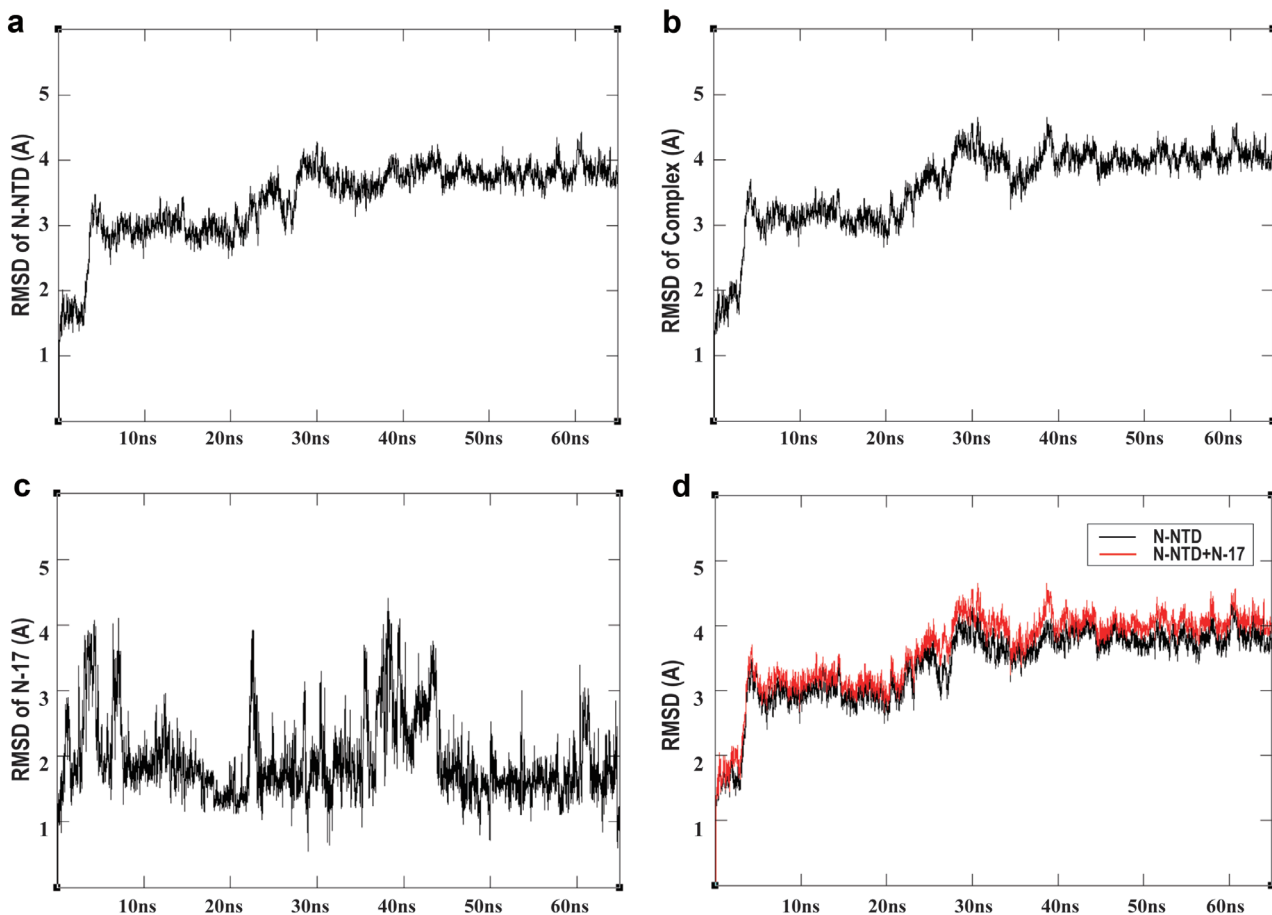 a
RMSD of N-NTD (A)
5
4
3
2
1
10ns 20ns 30ns 40ns 50ns 60ns
b
RMSD of Complex (A)
5
4
3
2
1
10ns 20ns 30ns 40ns 50ns 60ns
c
RMSD of N-17 (A)
5
4
3
2
1
10ns 20ns 30ns 40ns 50ns 60ns
d
RMSD (A)
N-NTD
N-NTD+N-17
5
4
3
2
1
10ns 20ns 30ns 40ns 50ns 60ns